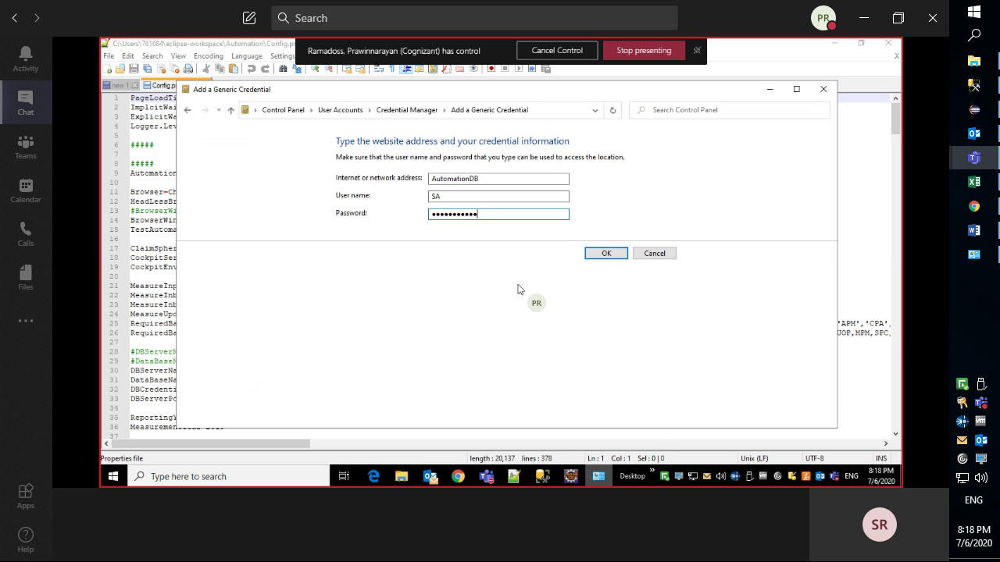 Search
PR
Activity
Chat
Teams
Calendar
Calls
Files
Apps
Help
C:\Users\761684\eclipse-workspace\Automation\Config.p
Ramadoss, Prawinnarayan (Cognizant) has control
Cancel Control
Stop presenting
File Edit Search View Encoding Language Settings
X
new 1
Config.p
Add a Generic Credential
Control Panel > User Accounts > Credential Manager > Add a Generic Credential
Search Control Panel
Type the website address and your credential information
Make sure that the user name and password that you type can be used to access the location.
Internet or network address: AutomationDB
User name: SA
Password: •••••••••••
OK
Cancel
PR
1 PageLoadTi
2 ImplcitWai
3 ExplicitWa
4 Logger.Lev
5
6 #####
7
8 #####
9 Automation
10
11 Browser=Ch
12 HeadLessBr
13 #BrowserWi
14 BrowserWin
15 TestAutoma
16
17 ClaimSpher
18 CockpitSer
19 CockpitEnv
20
21 MeasureInp
22 MeasureInb
23 MeasureInb
24 MeasureUpo
25 RequiredBa 'APM','CPA',
26 RequiredBa UOP,MPM,SPC,
27
28 #DBServerN
29 #DataBaseN
30 DBServerNa
31 DataBaseNa
32 DBCredenti
33 DBServerPo
34
35 ReportingY
36
37
Properties file
length : 20,137 lines : 378
Ln : 1 Col : 1 Sel : 0 | 0
Unix (LF)
UTF-8
INS
Type here to search
Desktop
ENG
8:18 PM
7/6/2020
SR
ENG
8:18 PM
7/6/2020